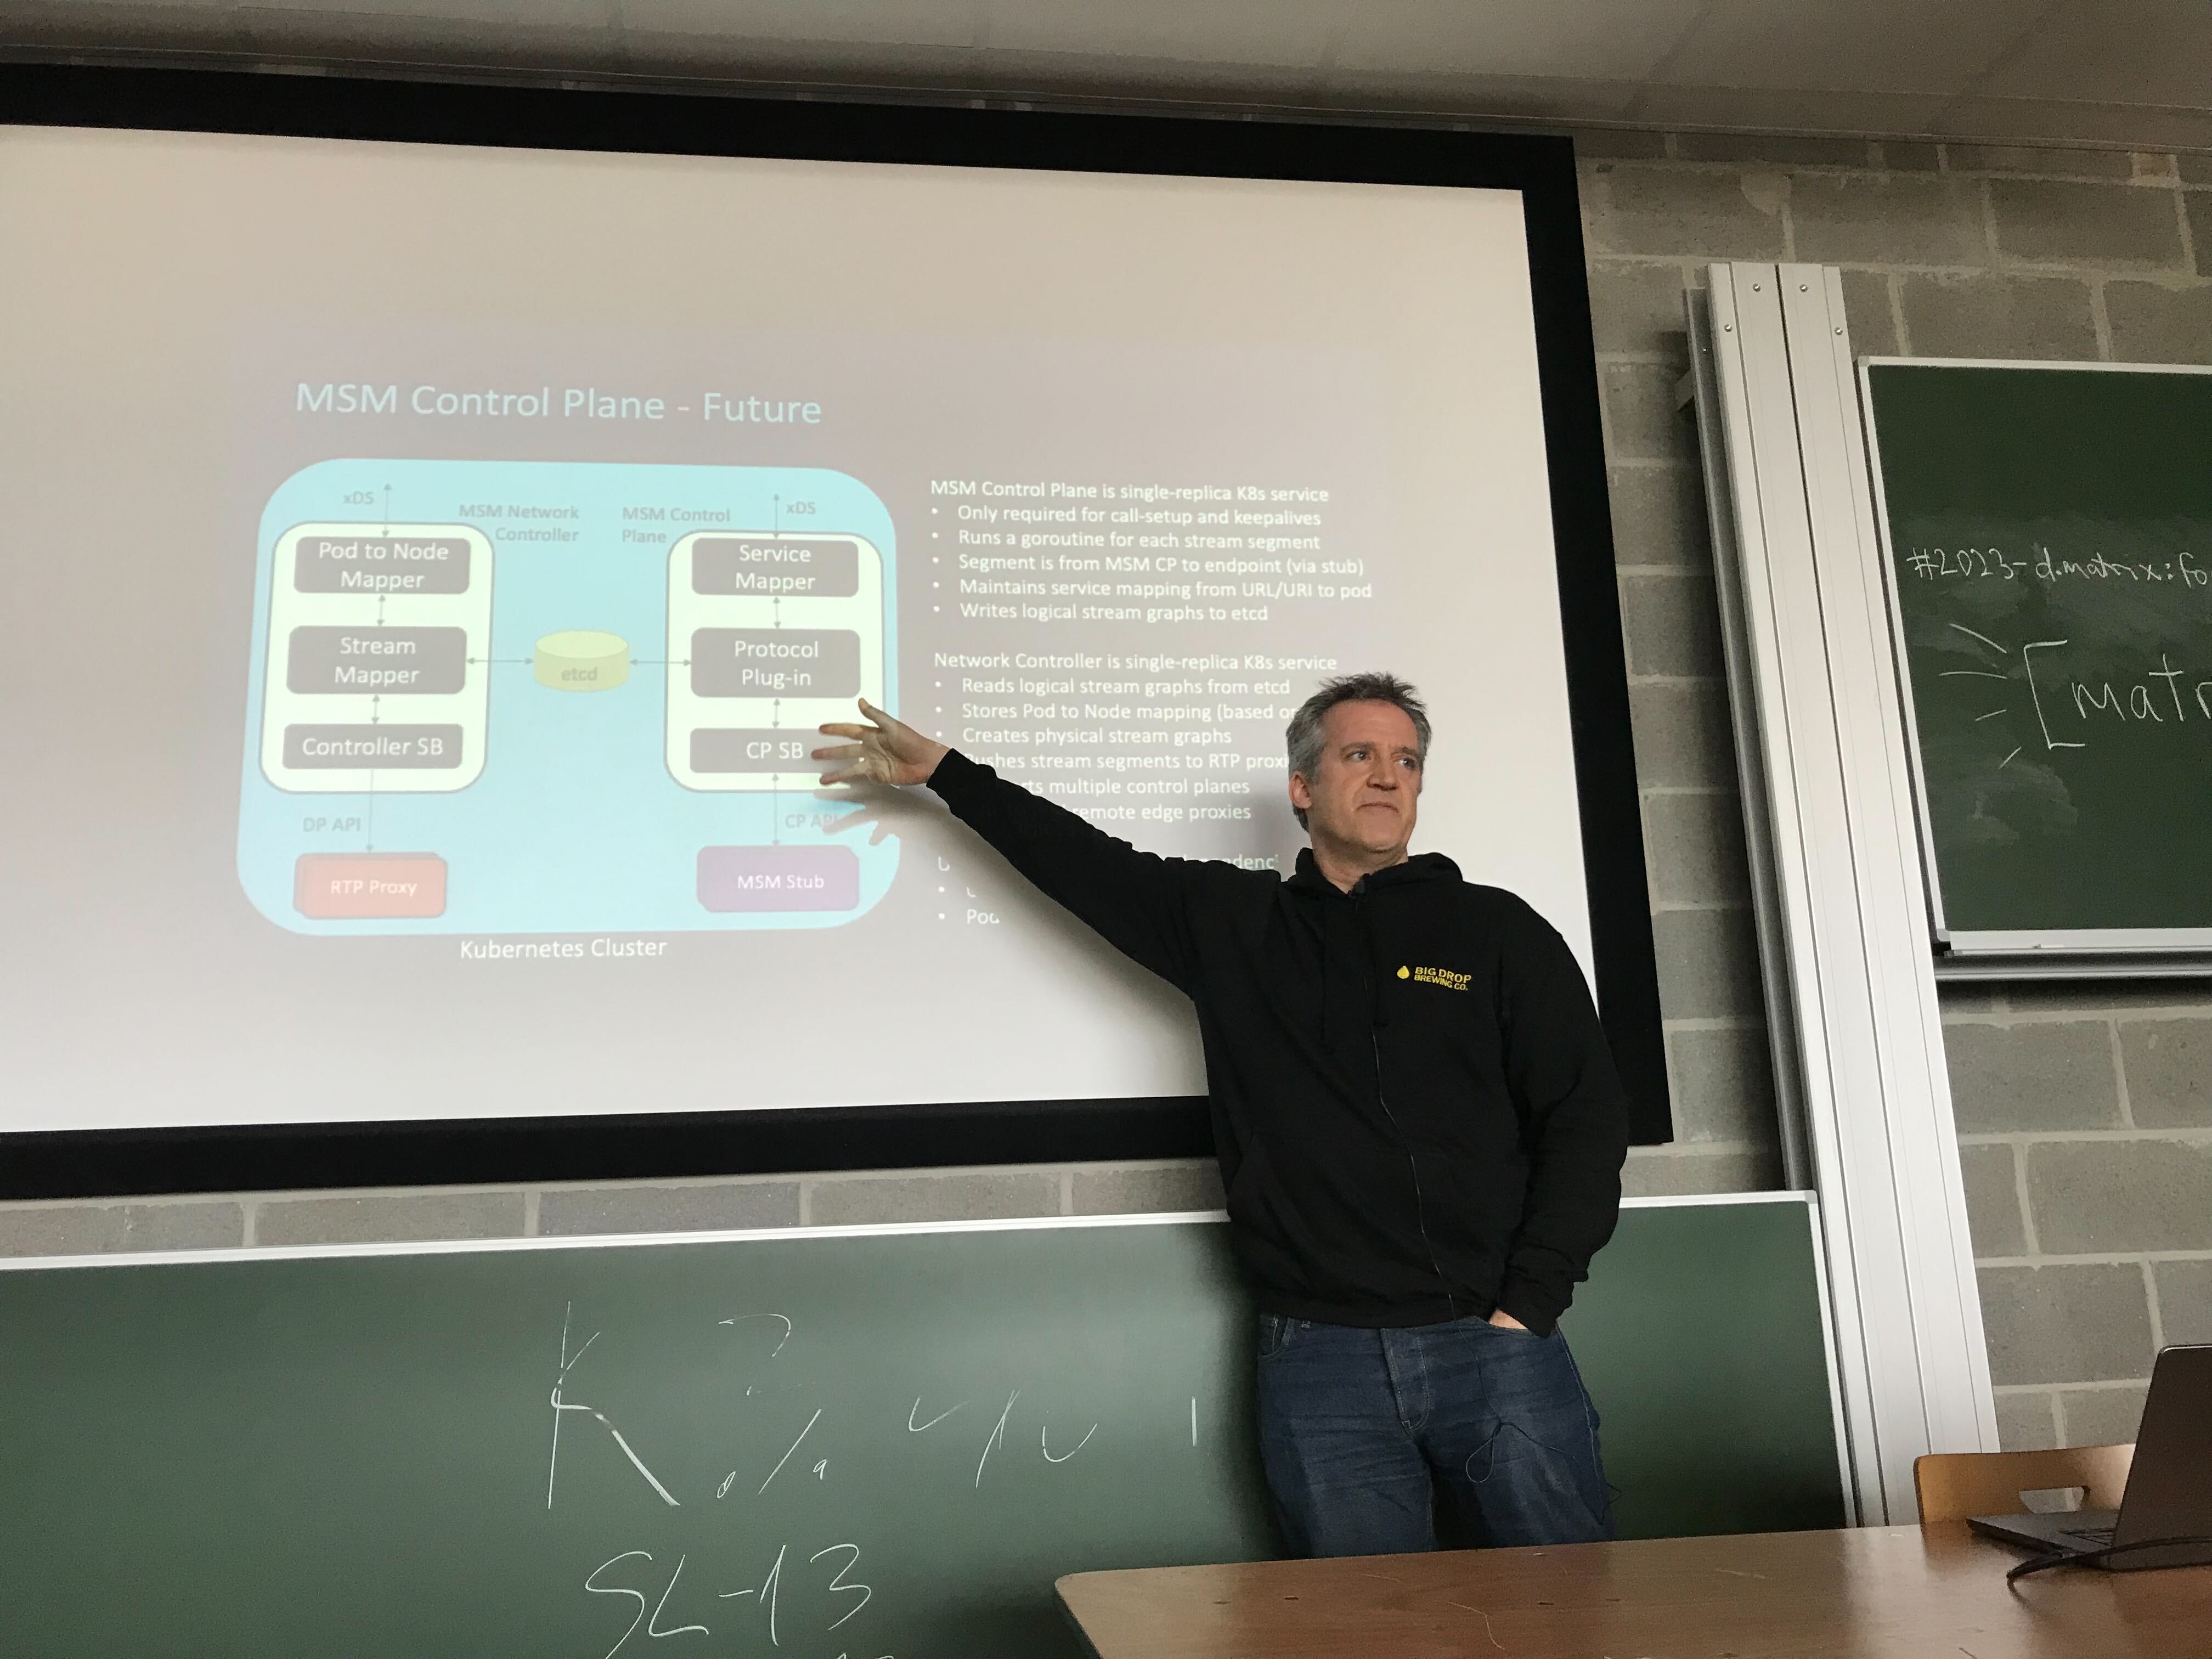 MSM Control Plane - Future
xDS
MSM Network
Controller
MSM Control
Plane
xDS
Pod to Node
Mapper
Service
Mapper
Stream
Mapper
etcd
Protocol
Plug-in
Controller SB
CP SB
DP API
CP API
RTP Proxy
MSM Stub
Kubernetes Cluster
MSM Control Plane is single-replica K8s service
• Only required for call-setup and keepalives
• Runs a goroutine for each stream segment
• Segment is from MSM CP to endpoint (via stub)
• Maintains service mapping from URL/URI to pod
• Writes logical stream graphs to etcd
Network Controller is single-replica K8s service
• Reads logical stream graphs from etcd
• Stores Pod to Node mapping (based
• Creates physical stream graphs
stream segments to RTP
multiple control planes
remote edge proxies
BIG DROP
BREWING CO.
#2023-d.matrix:fo
[matr
K
SL-13